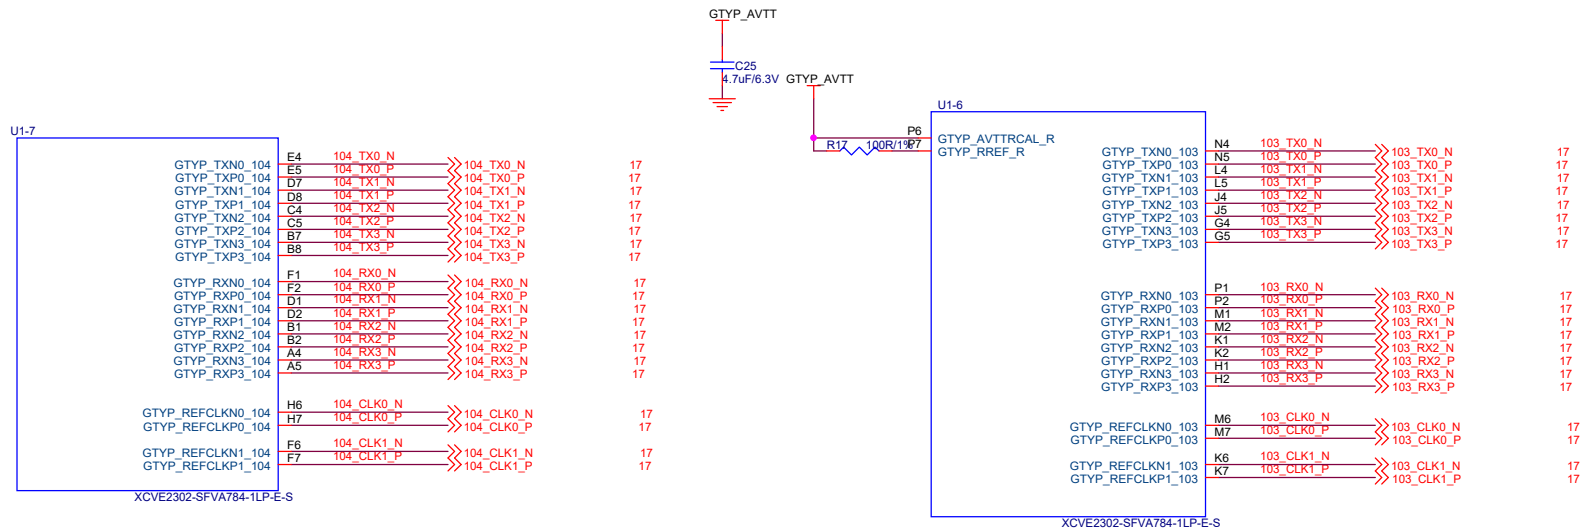 GTYP_AVTT
C25
4.7uF/6.3V
GTYP_AVTT
U1-7
GTYP_TXN0_104 E4 104_TX0_N 104_TX0_N 17
GTYP_TXP0_104 E5 104_TX0_P 104_TX0_P 17
GTYP_TXN1_104 D7 104_TX1_N 104_TX1_N 17
GTYP_TXP1_104 D8 104_TX1_P 104_TX1_P 17
GTYP_TXN2_104 C4 104_TX2_N 104_TX2_N 17
GTYP_TXP2_104 C5 104_TX2_P 104_TX2_P 17
GTYP_TXN3_104 B7 104_TX3_N 104_TX3_N 17
GTYP_TXP3_104 B8 104_TX3_P 104_TX3_P 17
GTYP_RXN0_104 F1 104_RX0_N 104_RX0_N 17
GTYP_RXP0_104 F2 104_RX0_P 104_RX0_P 17
GTYP_RXN1_104 D1 104_RX1_N 104_RX1_N 17
GTYP_RXP1_104 D2 104_RX1_P 104_RX1_P 17
GTYP_RXN2_104 B1 104_RX2_N 104_RX2_N 17
GTYP_RXP2_104 B2 104_RX2_P 104_RX2_P 17
GTYP_RXN3_104 A4 104_RX3_N 104_RX3_N 17
GTYP_RXP3_104 A5 104_RX3_P 104_RX3_P 17
GTYP_REFCLKN0_104 H6 104_CLK0_N 104_CLK0_N 17
GTYP_REFCLKP0_104 H7 104_CLK0_P 104_CLK0_P 17
GTYP_REFCLKN1_104 F6 104_CLK1_N 104_CLK1_N 17
GTYP_REFCLKP1_104 F7 104_CLK1_P 104_CLK1_P 17
XCVE2302-SFVA784-1LP-E-S
U1-6
P6 GTYP_AVTTRCAL_R
R17 100R/1% P7 GTYP_RREF_R
GTYP_TXN0_103 N4 103_TX0_N 103_TX0_N 17
GTYP_TXP0_103 N5 103_TX0_P 103_TX0_P 17
GTYP_TXN1_103 L4 103_TX1_N 103_TX1_N 17
GTYP_TXP1_103 L5 103_TX1_P 103_TX1_P 17
GTYP_TXN2_103 J4 103_TX2_N 103_TX2_N 17
GTYP_TXP2_103 J5 103_TX2_P 103_TX2_P 17
GTYP_TXN3_103 G4 103_TX3_N 103_TX3_N 17
GTYP_TXP3_103 G5 103_TX3_P 103_TX3_P 17
GTYP_RXN0_103 P1 103_RX0_N 103_RX0_N 17
GTYP_RXP0_103 P2 103_RX0_P 103_RX0_P 17
GTYP_RXN1_103 M1 103_RX1_N 103_RX1_N 17
GTYP_RXP1_103 M2 103_RX1_P 103_RX1_P 17
GTYP_RXN2_103 K1 103_RX2_N 103_RX2_N 17
GTYP_RXP2_103 K2 103_RX2_P 103_RX2_P 17
GTYP_RXN3_103 H1 103_RX3_N 103_RX3_N 17
GTYP_RXP3_103 H2 103_RX3_P 103_RX3_P 17
GTYP_REFCLKN0_103 M6 103_CLK0_N 103_CLK0_N 17
GTYP_REFCLKP0_103 M7 103_CLK0_P 103_CLK0_P 17
GTYP_REFCLKN1_103 K6 103_CLK1_N 103_CLK1_N 17
GTYP_REFCLKP1_103 K7 103_CLK1_P 103_CLK1_P 17
XCVE2302-SFVA784-1LP-E-S